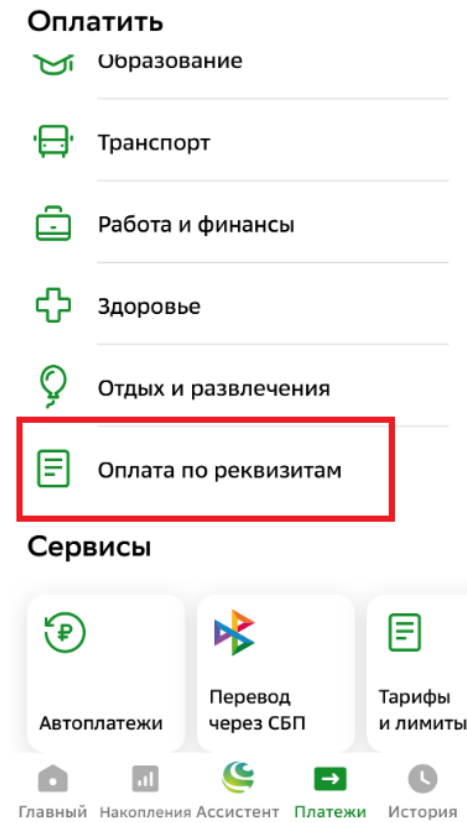 Оплатить
Образование
Транспорт
Работа и финансы
Здоровье
Отдых и развлечения
Оплата по реквизитам
Сервисы
Автоплатежи
Перевод
через СБП
Тарифы
и лимиты
Главный Накопления Ассистент Платежи История